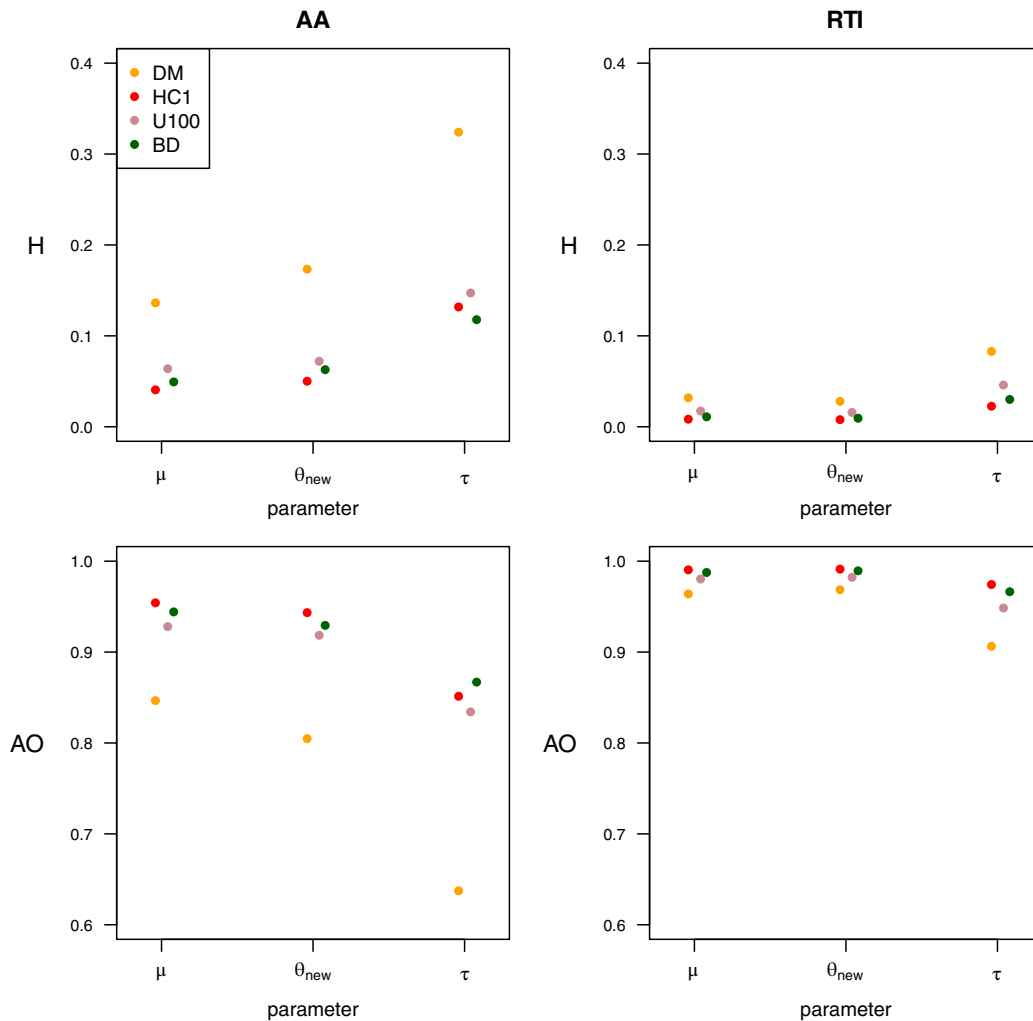 AA
RTI
DM
HC1
U100
BD
H
0.4
0.3
0.2
0.1
0.0
μ θnew τ
parameter
H
0.4
0.3
0.2
0.1
0.0
μ θnew τ
parameter
AO
1.0
0.9
0.8
0.7
0.6
μ θnew τ
parameter
AO
1.0
0.9
0.8
0.7
0.6
μ θnew τ
parameter